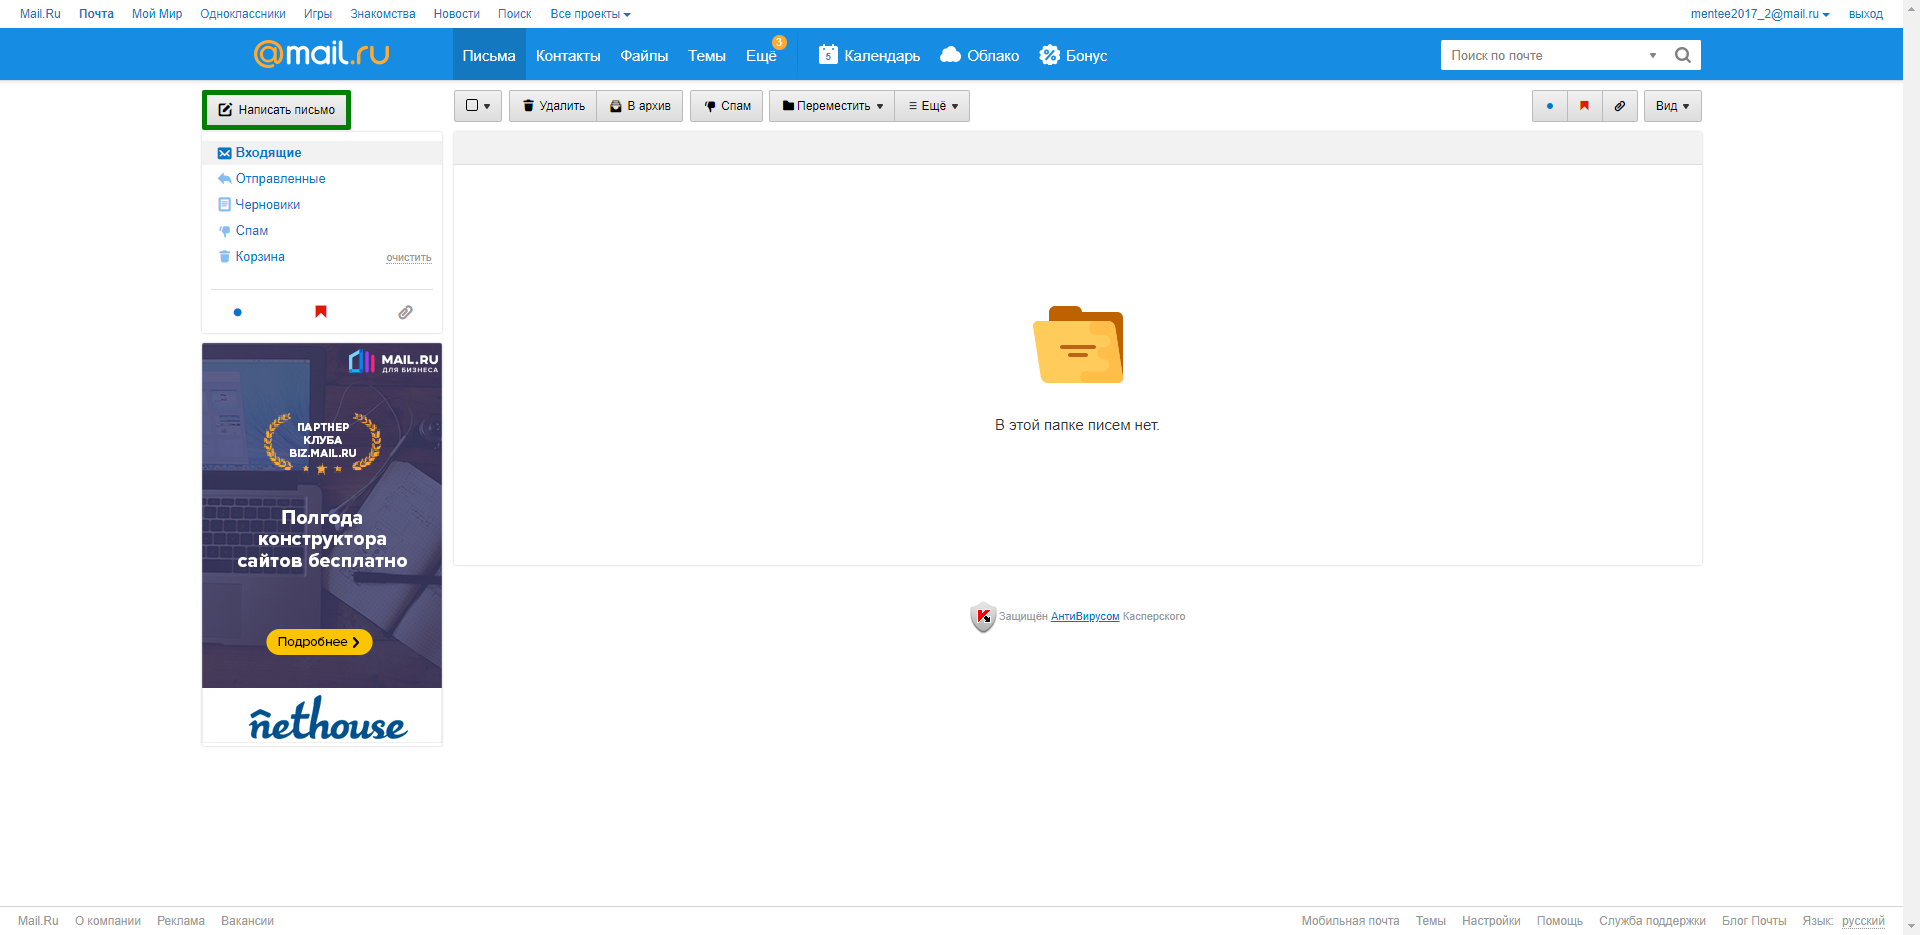 Mail.Ru Почта Мой Мир Одноклассники Игры Знакомства Новости Поиск Все проекты mentee2017_2@mail.ru выход
@mail.ru Письма Контакты Файлы Темы Ещё 3 5 Календарь Облако Бонус Поиск по почте
Написать письмо Удалить В архив Спам Переместить Ещё Вид
Входящие
Отправленные
Черновики
Спам
Корзина очистить
MAIL.RU
ДЛЯ БИЗНЕСА
ПАРТНЕР
КЛУБА
BIZ.MAIL.RU
Полгода
конструктора
сайтов бесплатно
Подробнее
nethouse
В этой папке писем нет.
Защищён АнтиВирусом Касперского
Mail.Ru О компании Реклама Вакансии Мобильная почта Темы Настройки Помощь Служба поддержки Блог Почты Язык: русский